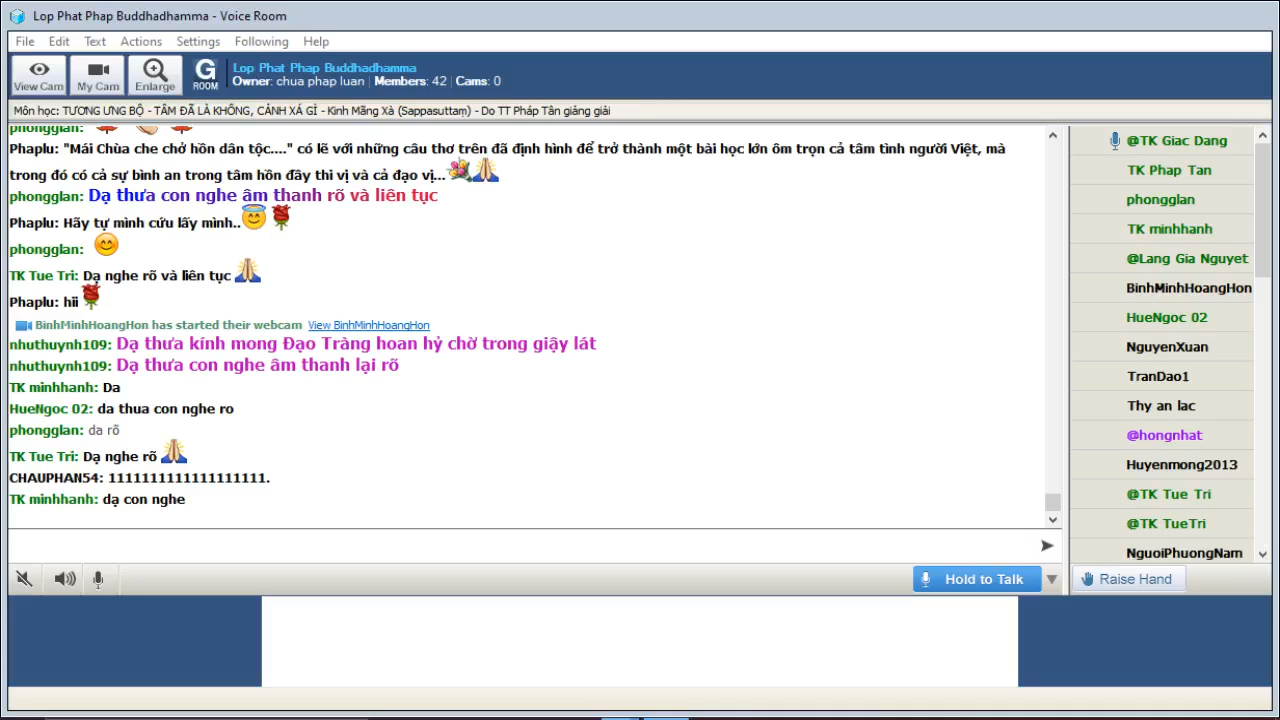 Lop Phat Phap Buddhadhamma - Voice Room
File Edit Text Actions Settings Following Help
View Cam My Cam Enlarge
G ROOM
Lop Phat Phap Buddhadhamma
Owner: chua phap luan | Members: 42 | Cams: 0
Môn học: TƯƠNG ƯNG BỘ - TÂM ĐÃ LÀ KHÔNG, CẢNH XÁ GÌ - Kinh Mãng Xà (Sappasuttaṃ) - Do TT Pháp Tân giảng giải
phongglan:
Phaplu: "Mái Chùa che chở hồn dân tộc...." có lẽ với những câu thơ trên đã định hình để trở thành một bài học lớn ôm trọn cả tâm tình người Việt, mà
trong đó có cả sự bình an trong tâm hồn đây thi vị và cả đạo vị...
phongglan: Dạ thưa con nghe âm thanh rõ và liên tục
Phaplu: Hãy tự mình cứu lấy mình..
phongglan:
TK Tue Tri: Dạ nghe rõ và liên tục
Phaplu: hii
BinhMinhHoangHon has started their webcam View BinhMinhHoangHon
nhuthuynh109: Dạ thưa kính mong Đạo Tràng hoan hỷ chờ trong giậy lát
nhuthuynh109: Dạ thưa con nghe âm thanh lại rõ
TK minhhanh: Da
HueNgoc 02: da thua con nghe ro
phongglan: da rõ
TK Tue Tri: Dạ nghe rõ
CHAUPHAN54: 1111111111111111111.
TK minhhanh: dạ con nghe
Hold to Talk
@TK Giac Dang
TK Phap Tan
phongglan
TK minhhanh
@Lang Gia Nguyet
BinhMinhHoangHon
HueNgoc 02
NguyenXuan
TranDao1
Thy an lac
@hongnhat
Huyenmong2013
@TK Tue Tri
@TK TueTri
NguoiPhuongNam
Raise Hand